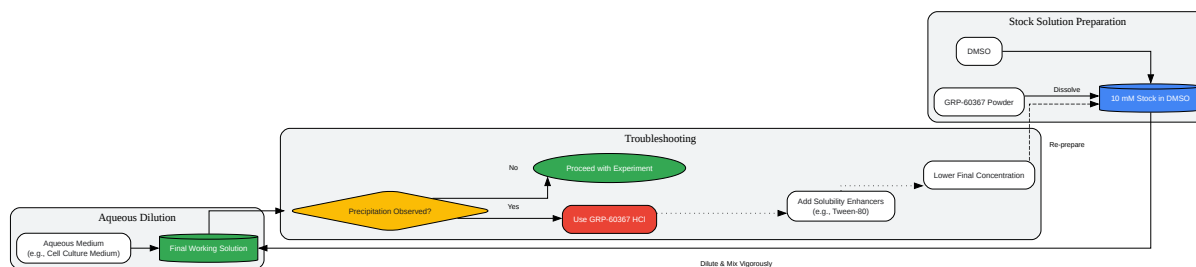 Stock Solution Preparation
DMSO
GRP-60367 Powder
Dissolve
10 mM Stock in DMSO
Re-prepare
Troubleshooting
No
Proceed with Experiment
Precipitation Observed?
Yes
Use GRP-60367 HCl
Add Solubility Enhancers
(e.g., Tween-80)
Lower Final Concentration
Aqueous Dilution
Aqueous Medium
(e.g., Cell Culture Medium)
Final Working Solution
Dilute & Mix Vigorously